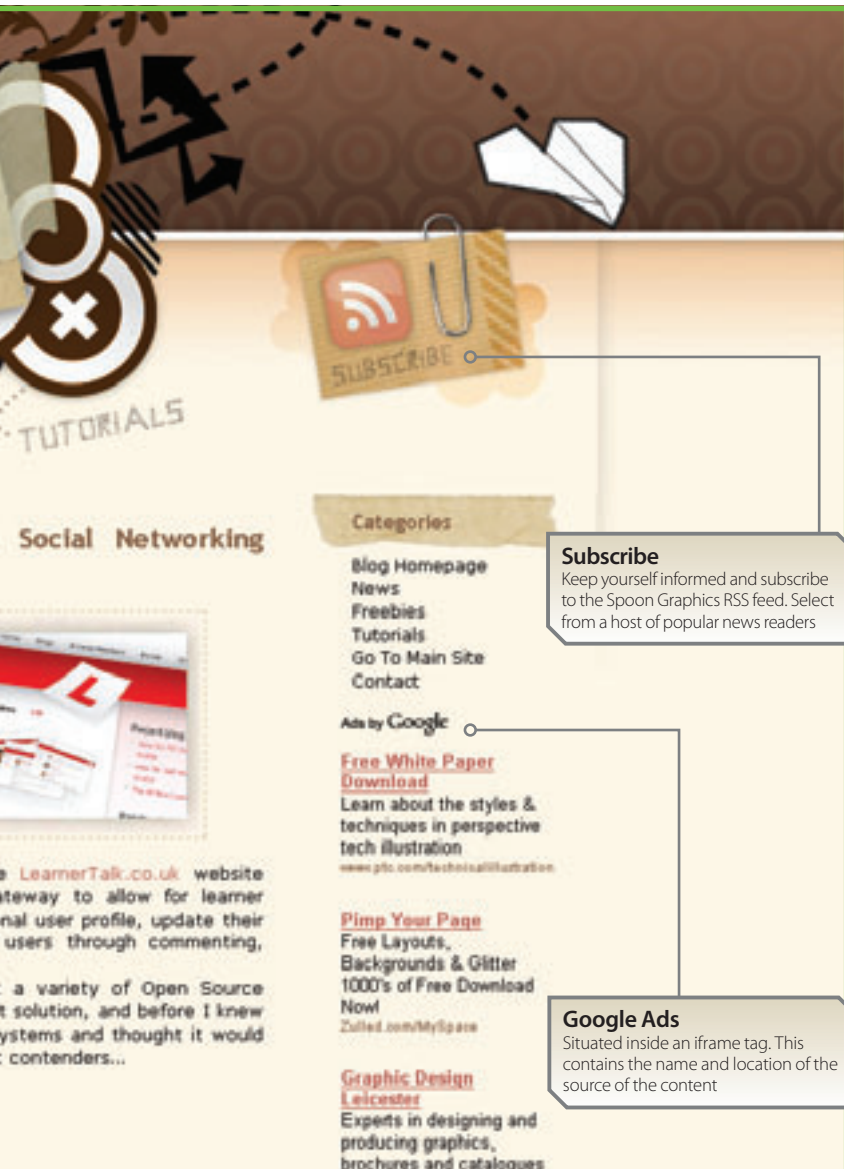 SUBSCRIBE
TUTORIALS
Social Networking
LearnerTalk.co.uk website
to allow for learner
user profile, update their
users through commenting,
a variety of Open Source
solution, and before I knew
and thought it would
contenders...
Categories
Blog Homepage
News
Freebies
Tutorials
Go To Main Site
Contact
Ads by Google
Free White Paper
Download
Learn about the styles &
techniques in perspective
tech illustration
www.ptc.com/technicalillustration
Pimp Your Page
Free Layouts,
Backgrounds & Glitter
1000's of Free Download
Now!
Zulled.com/MySpace
Graphic Design
Leicester
Experts in designing and
producing graphics,
brochures and catalogues
Subscribe
Keep yourself informed and subscribe
to the Spoon Graphics RSS feed. Select
from a host of popular news readers
Google Ads
Situated inside an iframe tag. This
contains the name and location of the
source of the content